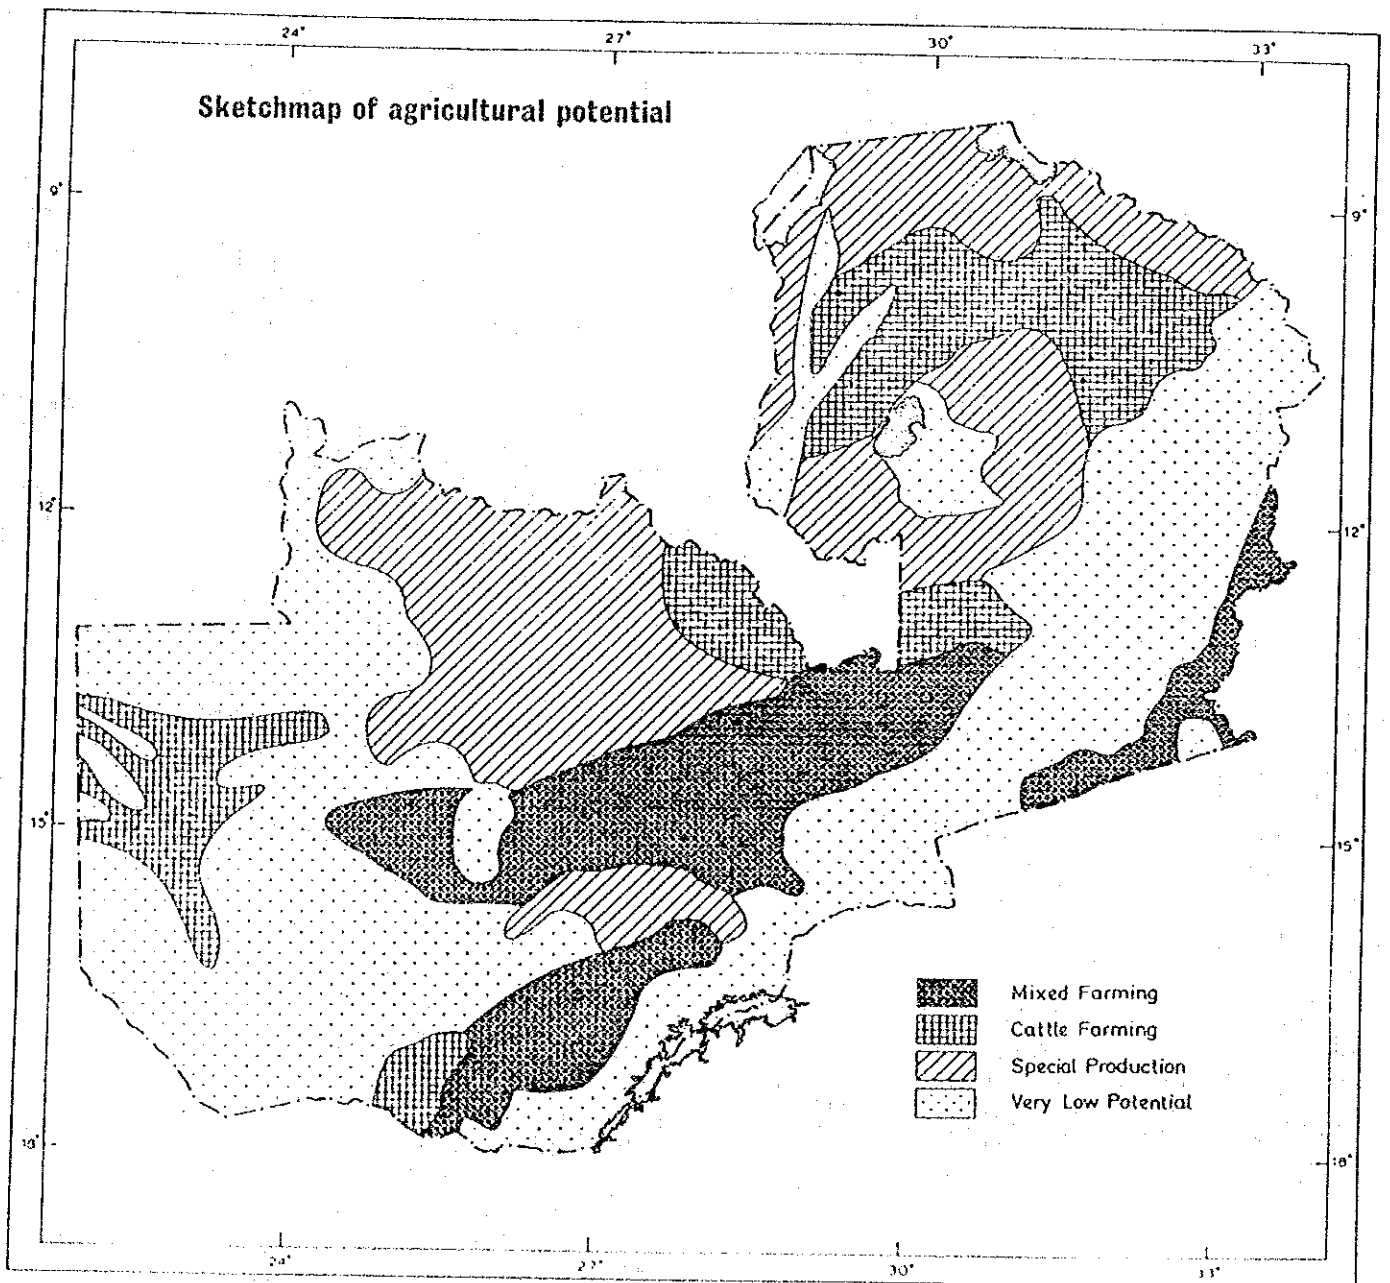 24° 27° 30° 33°
Sketchmap of agricultural potential
9° 9°
12° 12°
15° 15°
Mixed Farming
Cattle Farming
Special Production
Very Low Potential
18° 18°
24° 27° 30° 33°